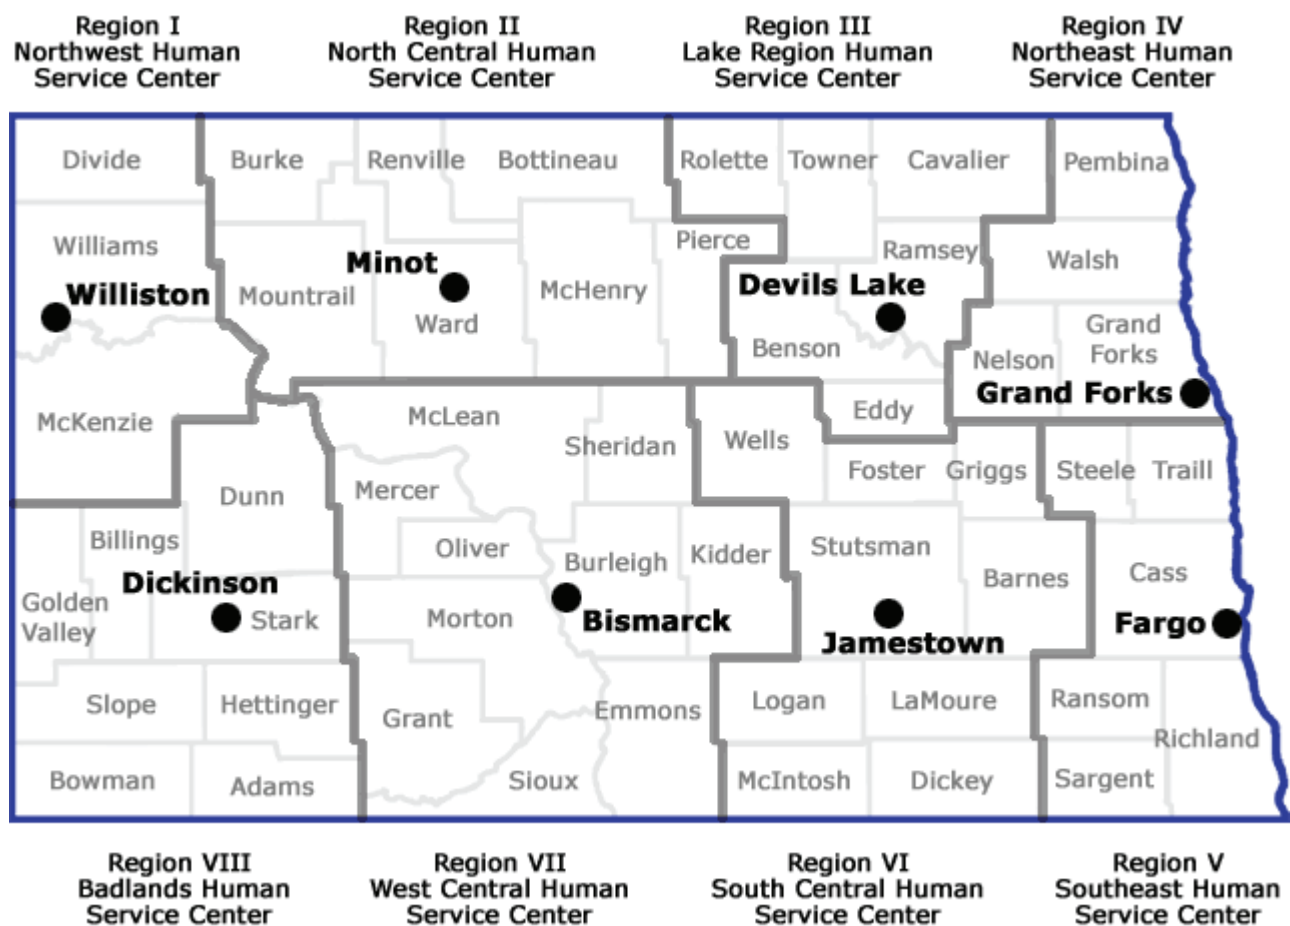 Region I
Northwest Human
Service Center
Region II
North Central Human
Service Center
Region III
Lake Region Human
Service Center
Region IV
Northeast Human
Service Center
Divide
Burke
Renville
Bottineau
Rolette
Towner
Cavalier
Pembina
Williams
Pierce
Ramsey
Walsh
Minot
Williston
Mountrail
McHenry
Devils Lake
Ward
Benson
Grand
Forks
Nelson
Grand Forks
McKenzie
McLean
Eddy
Sheridan
Wells
Foster
Griggs
Steele
Traill
Dunn
Mercer
Billings
Oliver
Burleigh
Kidder
Stutsman
Barnes
Cass
Dickinson
Golden
Valley
Stark
Morton
Bismarck
Jamestown
Fargo
Slope
Hettinger
Grant
Emmons
Logan
LaMoure
Ransom
Richland
Bowman
Adams
Sioux
McIntosh
Dickey
Sargent
Region VIII
Badlands Human
Service Center
Region VII
West Central Human
Service Center
Region VI
South Central Human
Service Center
Region V
Southeast Human
Service Center